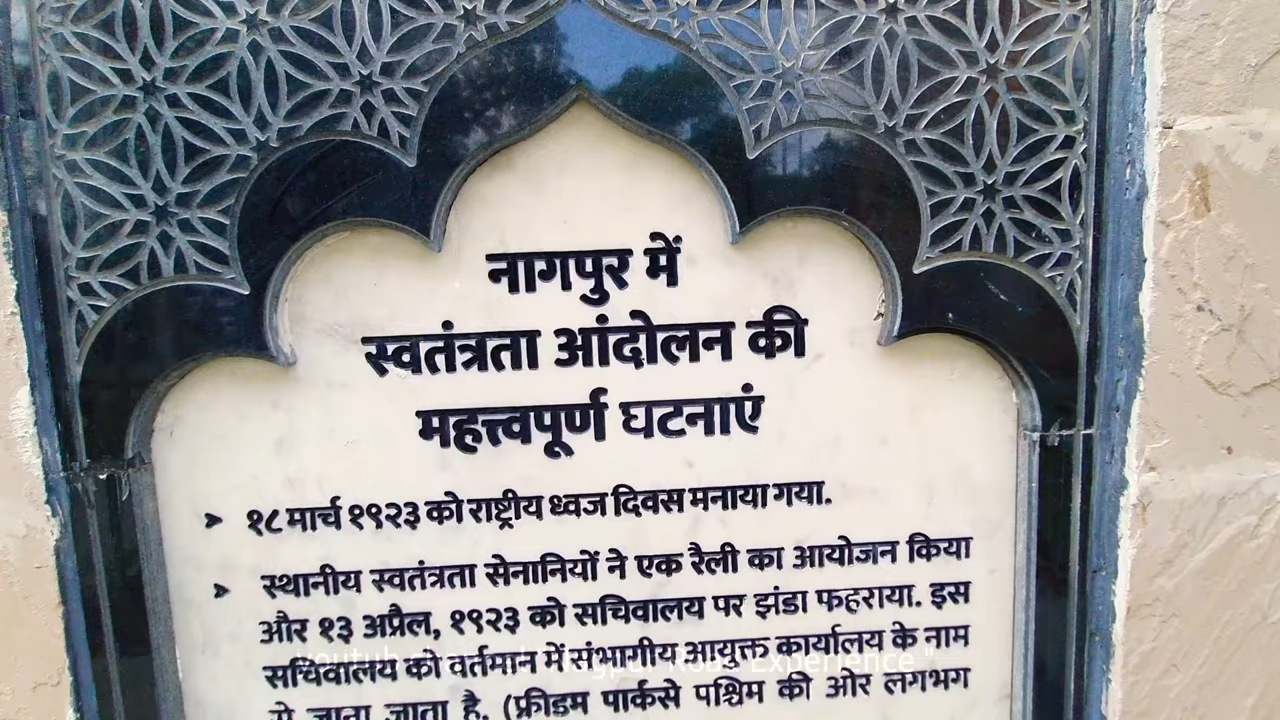 नागपुर में
स्वतंत्रता आंदोलन की
महत्त्वपूर्ण घटनाएं
➤ १८ मार्च १९२३ को राष्ट्रीय ध्वज दिवस मनाया गया.
➤ स्थानीय स्वतंत्रता सेनानियों ने एक रैली का आयोजन किया
और १३ अप्रैल, १९२३ को सचिवालय पर झंडा फहराया. इस
सचिवालय को वर्तमान में संभागीय आयुक्त कार्यालय के नाम
से जाना जाता है. (फ्रीडम पार्कसे पश्चिम की ओर लगभग
Experience "